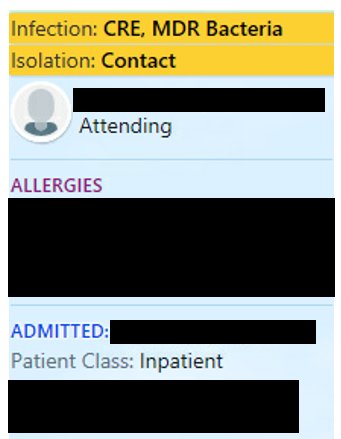 Infection: CRE, MDR Bacteria
Isolation: Contact
Attending
ALLERGIES
ADMITTED:
Patient Class: Inpatient